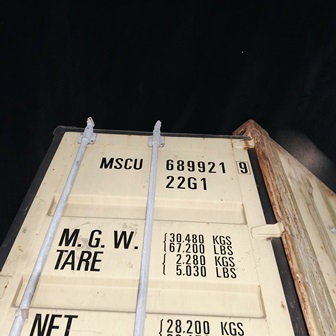 MSCU 689921 9
22G1
M. G. W. 30.480 KGS
67.200 LBS
TARE 2.280 KGS
5.030 LBS
NET 28.200 KGS